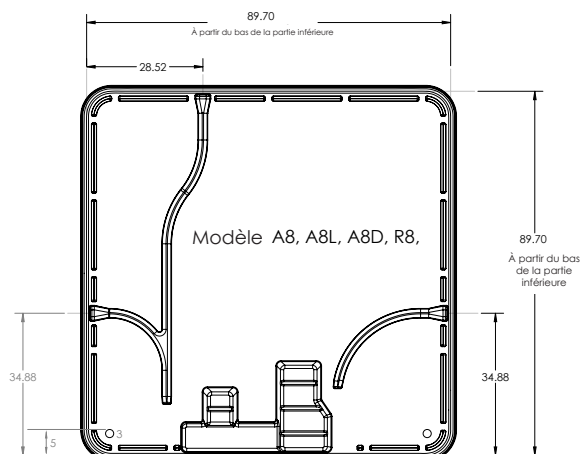 89.70
À partir du bas de la partie inférieure
28.52
Modèle A8, A8L, A8D, R8,
89.70
À partir du bas
de la partie
inférieure
34.88
34.88
3
5